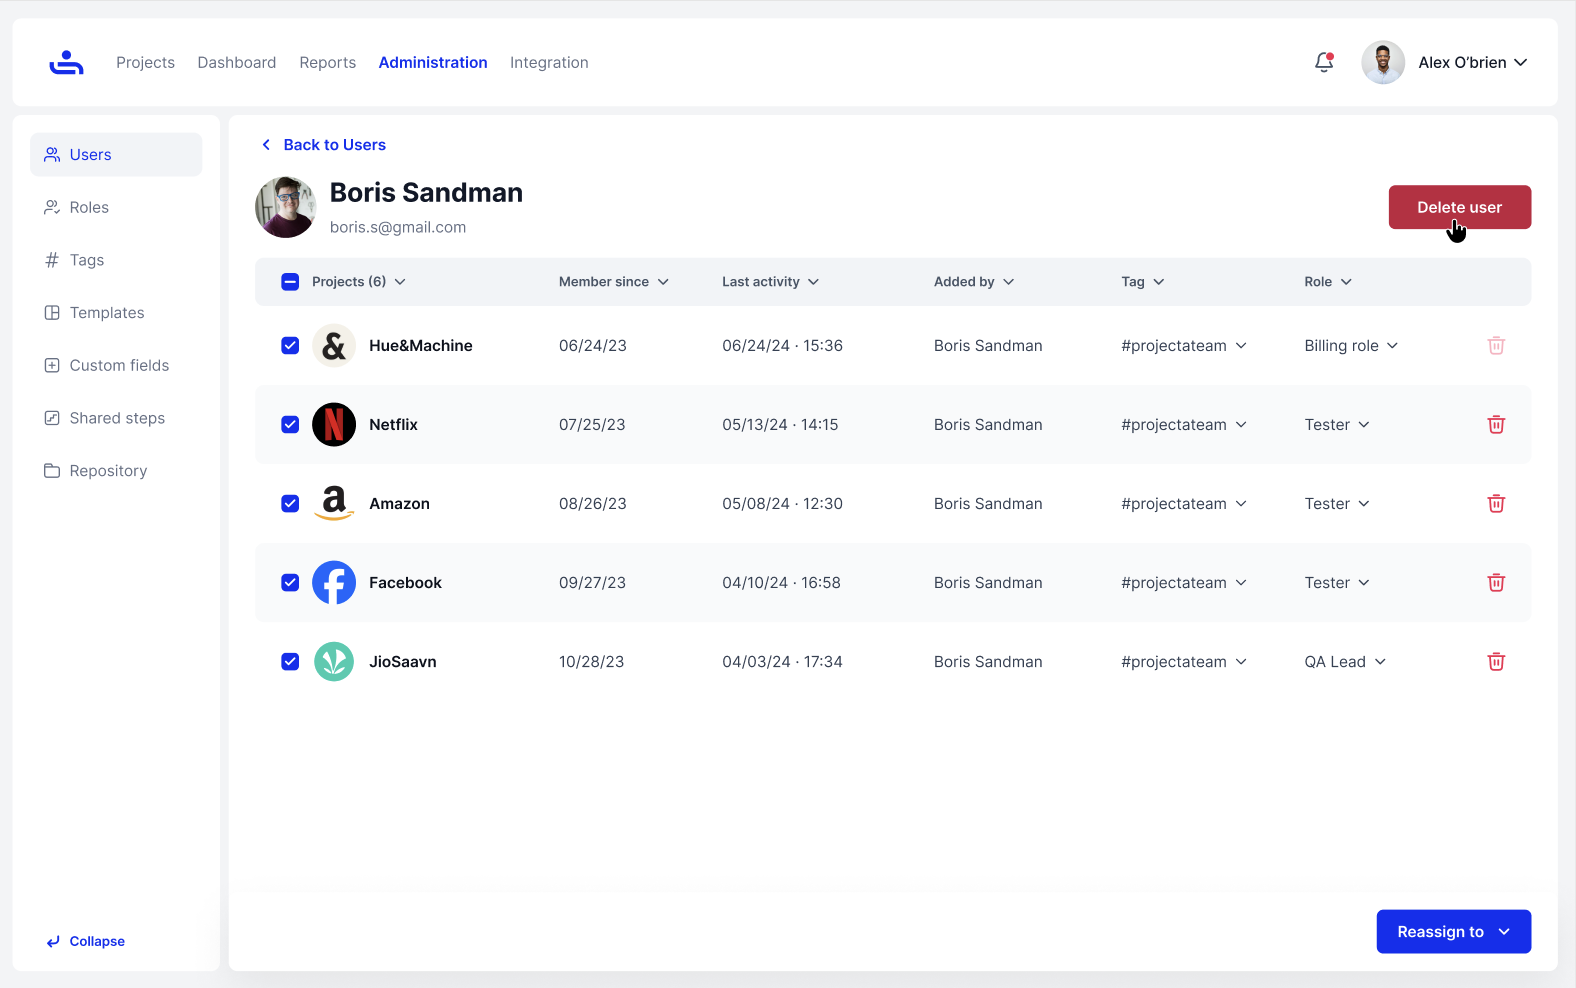 Projects Dashboard Reports Administration Integration Alex O’brien
Users
Roles
Tags
Templates
Custom fields
Shared steps
Repository
Collapse
Back to Users
Boris Sandman
boris.s@gmail.com
Delete user
Projects (6) Member since Last activity Added by Tag Role
& Hue&Machine 06/24/23 06/24/24 · 15:36 Boris Sandman #projectateam Billing role
N Netflix 07/25/23 05/13/24 · 14:15 Boris Sandman #projectateam Tester
a Amazon 08/26/23 05/08/24 · 12:30 Boris Sandman #projectateam Tester
f Facebook 09/27/23 04/10/24 · 16:58 Boris Sandman #projectateam Tester
JioSaavn 10/28/23 04/03/24 · 17:34 Boris Sandman #projectateam QA Lead
Reassign to